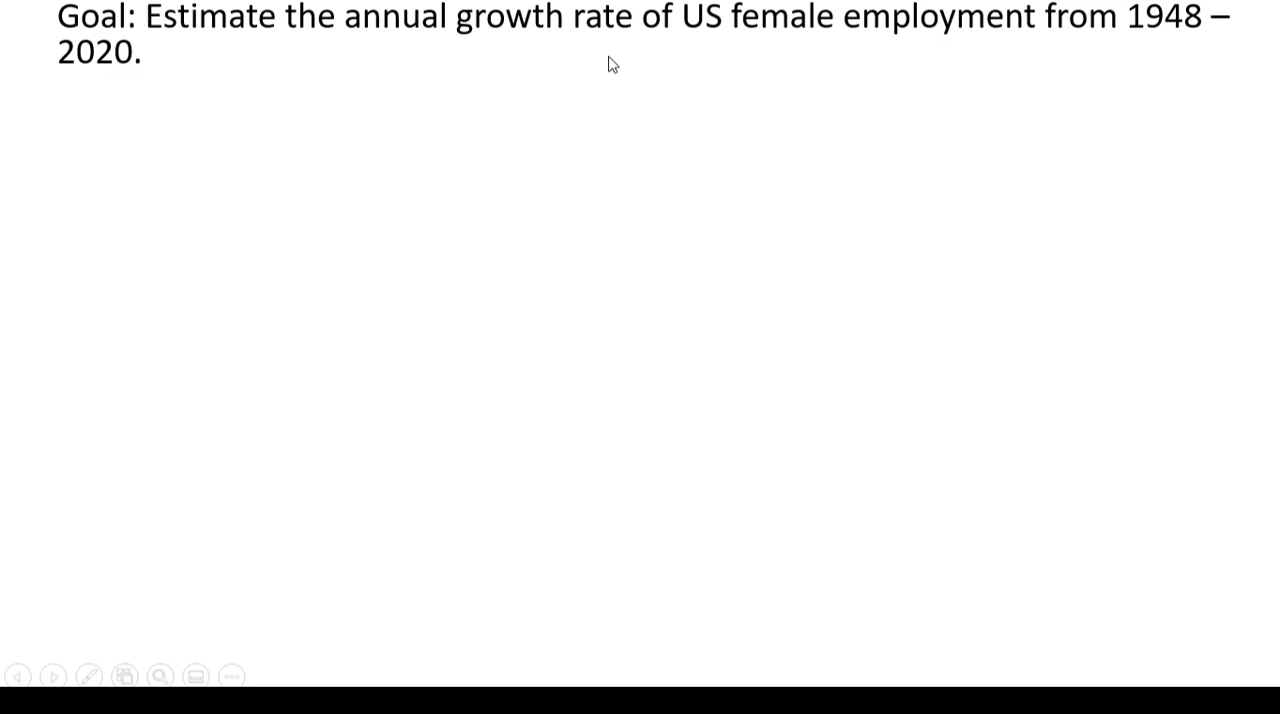 Goal: Estimate the annual growth rate of US female employment from 1948 –
2020.